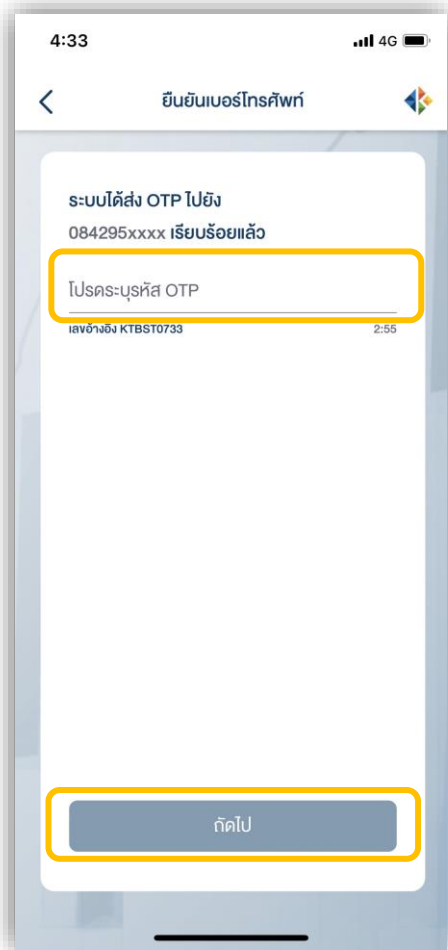 4:33
4G
ยืนยันเบอร์โทรศัพท์
ระบบได้ส่ง OTP ไปยัง
084295xxxx เรียบร้อยแล้ว
โปรดระบุรหัส OTP
เลขอ้างอิง KTBST0733
2:55
ถัดไป